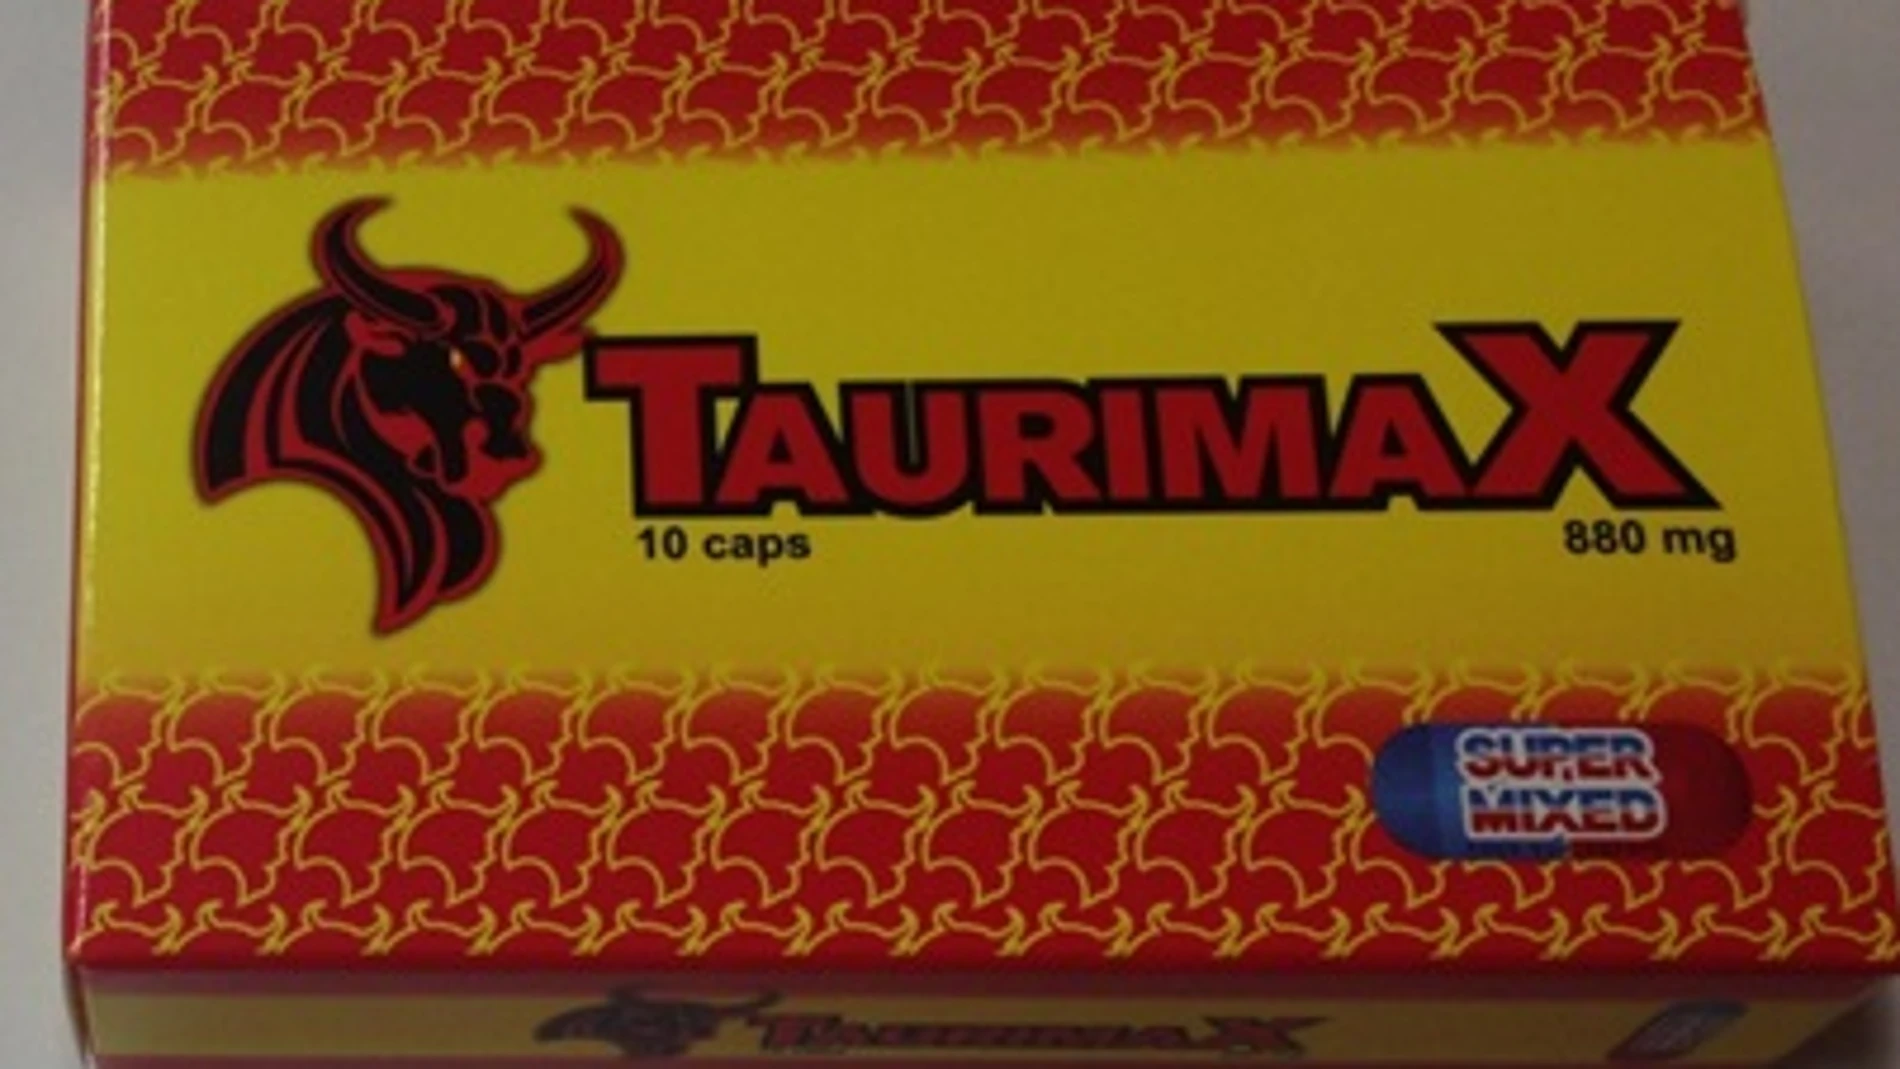 TAURIMAX
10 caps 880 mg
SUPER
MIXED
TAURIMAX